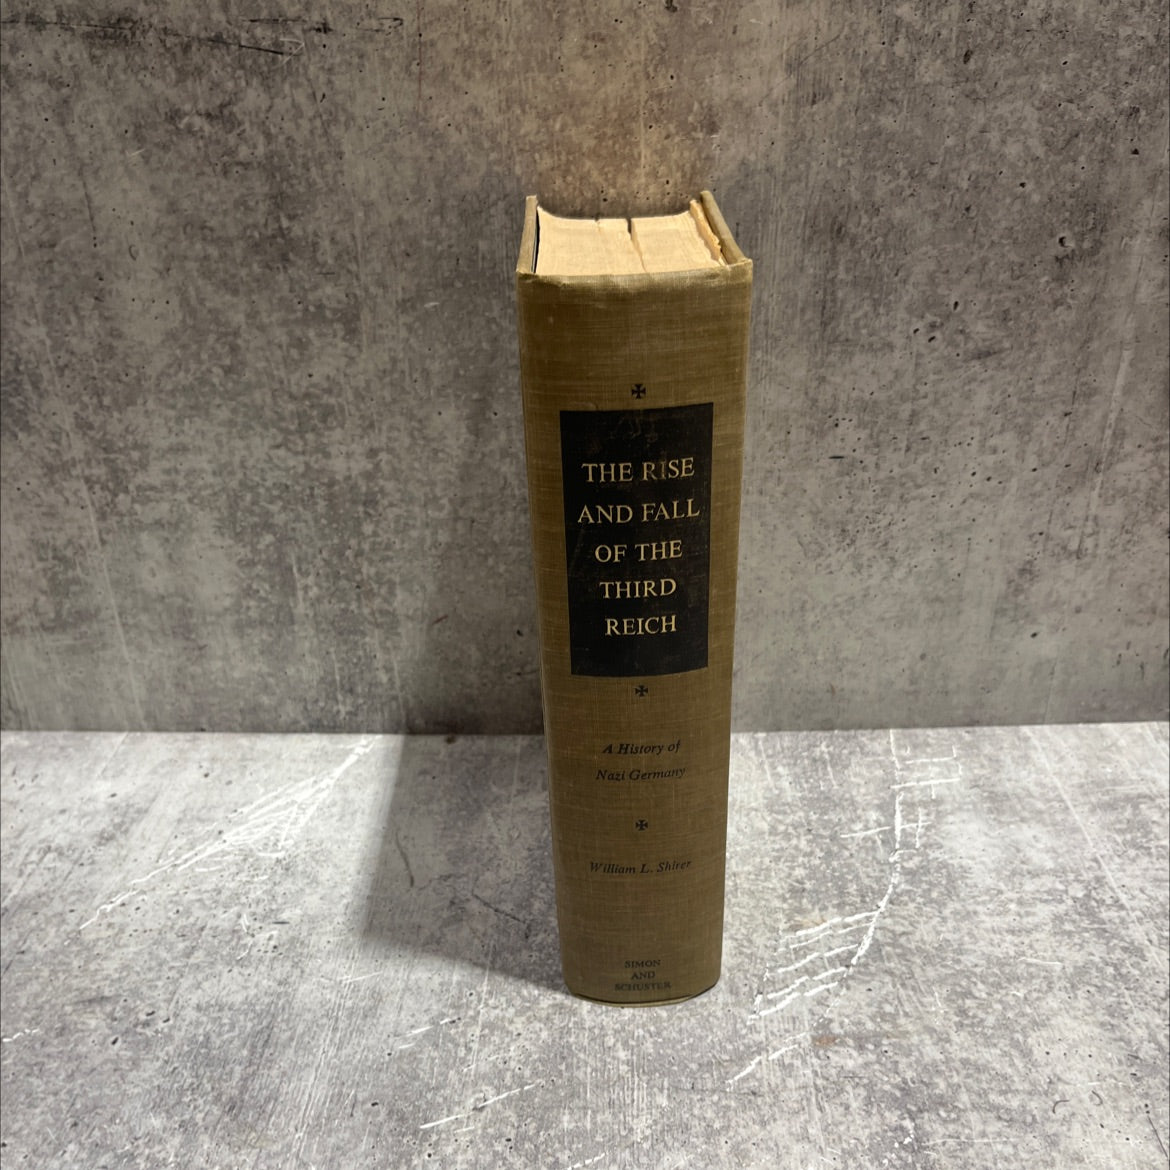 THE RISE
AND FALL
OF THE
THIRD
REICH
A History of
Nazi Germany
William L. Shirer
SIMON
AND
SCHUSTER